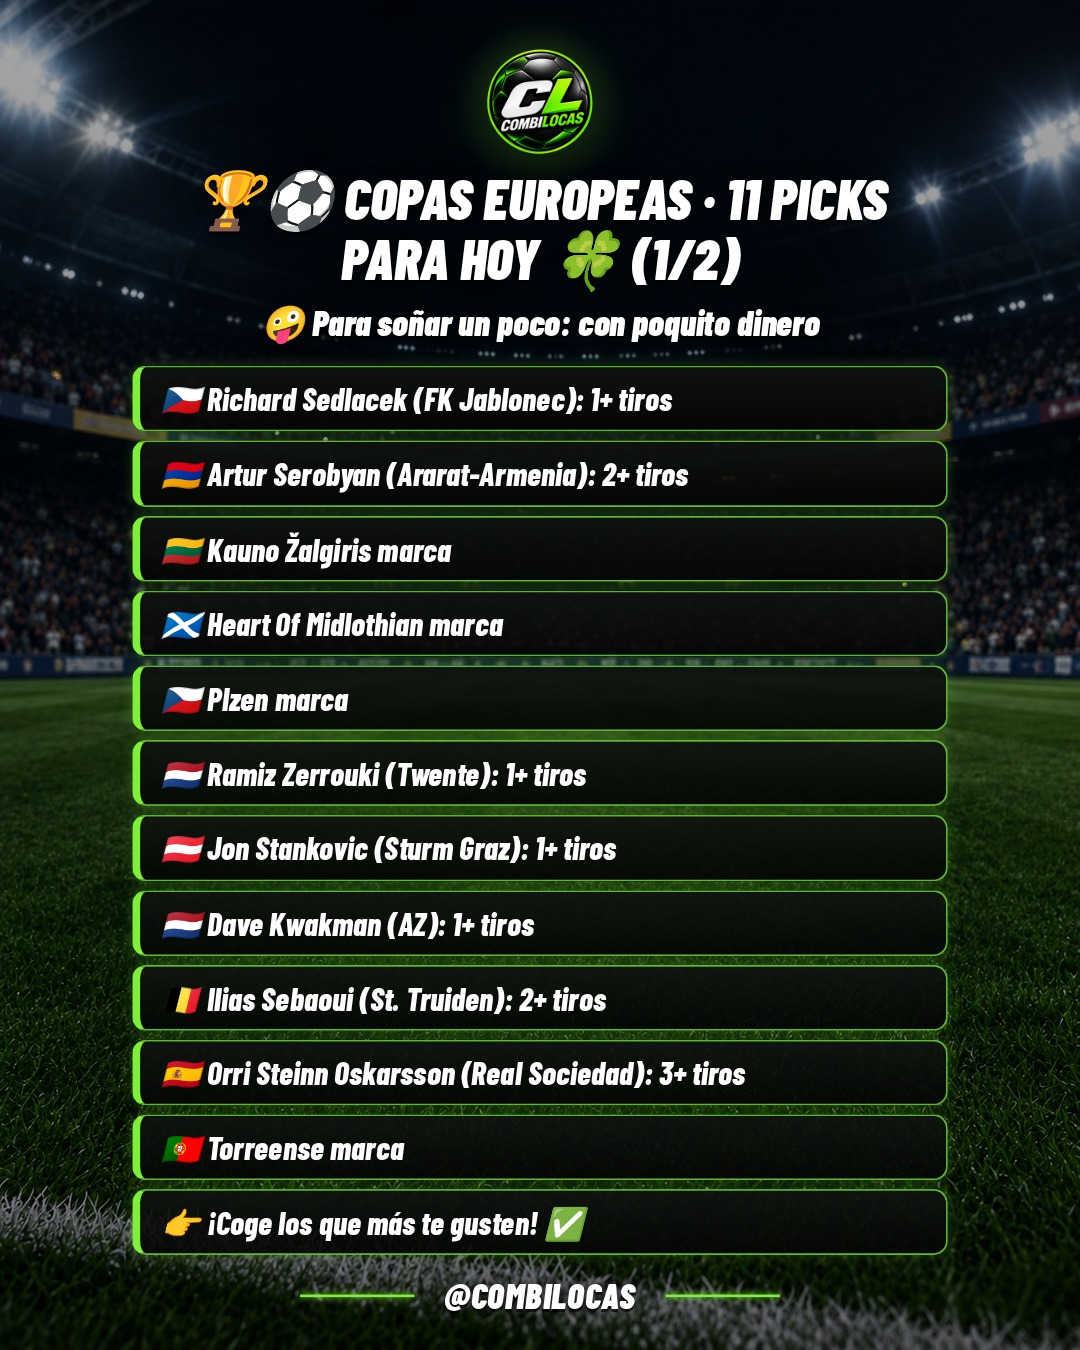 CL
COMBILOCAS
🏆⚽ COPAS EUROPEAS · 11 PICKS
PARA HOY 🍀 (1/2)
🤪 Para soñar un poco: con poquito dinero
🇨🇿 Richard Sedlacek (FK Jablonec): 1+ tiros
🇦🇲 Artur Serobyan (Ararat-Armenia): 2+ tiros
🇱🇹 Kauno Žalgiris marca
🏴󠁧󠁢󠁳󠁣󠁴󠁿 Heart Of Midlothian marca
🇨🇿 Plzen marca
🇳🇱 Ramiz Zerrouki (Twente): 1+ tiros
🇦🇹 Jon Stankovic (Sturm Graz): 1+ tiros
🇳🇱 Dave Kwakman (AZ): 1+ tiros
🇧🇪 Ilias Sebaoui (St. Truiden): 2+ tiros
🇪🇸 Orri Steinn Oskarsson (Real Sociedad): 3+ tiros
🇵🇹 Torreense marca
👉 ¡Coge los que más te gusten! ✅
@COMBILOCAS